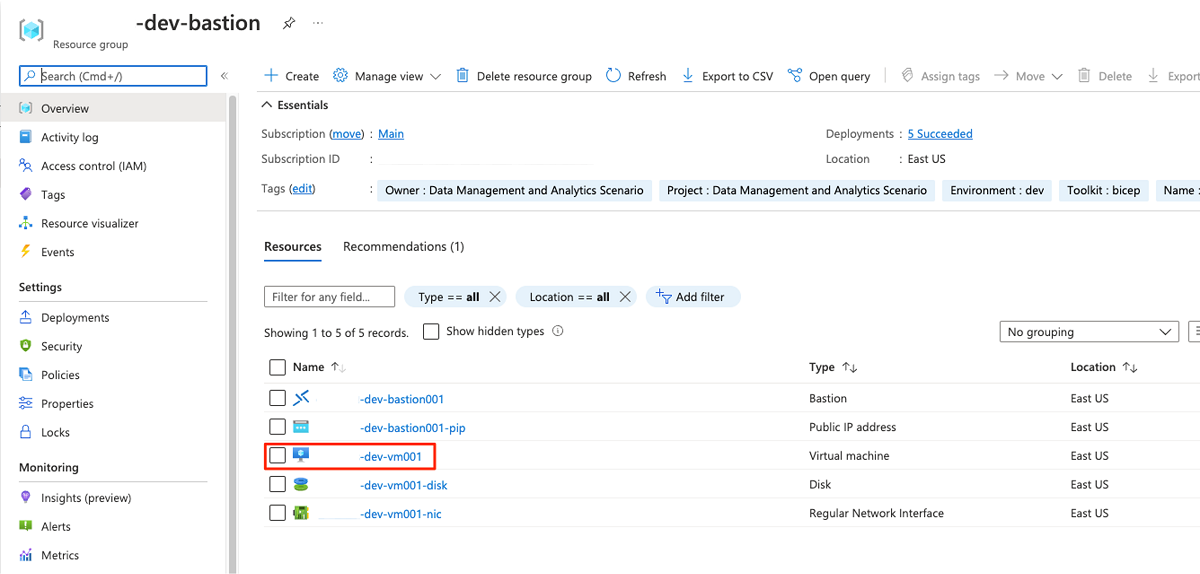 -dev-bastion
Resource group
Search (Cmd+/)
Overview
Activity log
Access control (IAM)
Tags
Resource visualizer
Events
Settings
Deployments
Security
Policies
Properties
Locks
Monitoring
Insights (preview)
Alerts
Metrics
Create Manage view Delete resource group Refresh Export to CSV Open query Assign tags Move Delete Export
Essentials
Subscription (move) : Main
Deployments : 5 Succeeded
Subscription ID :
Location : East US
Tags (edit) : Owner : Data Management and Analytics Scenario Project : Data Management and Analytics Scenario Environment : dev Toolkit : bicep Name :
Resources Recommendations (1)
Filter for any field... Type == all Location == all Add filter
Showing 1 to 5 of 5 records. Show hidden types No grouping
Name Type Location
-dev-bastion001 Bastion East US
-dev-bastion001-pip Public IP address East US
-dev-vm001 Virtual machine East US
-dev-vm001-disk Disk East US
-dev-vm001-nic Regular Network Interface East US